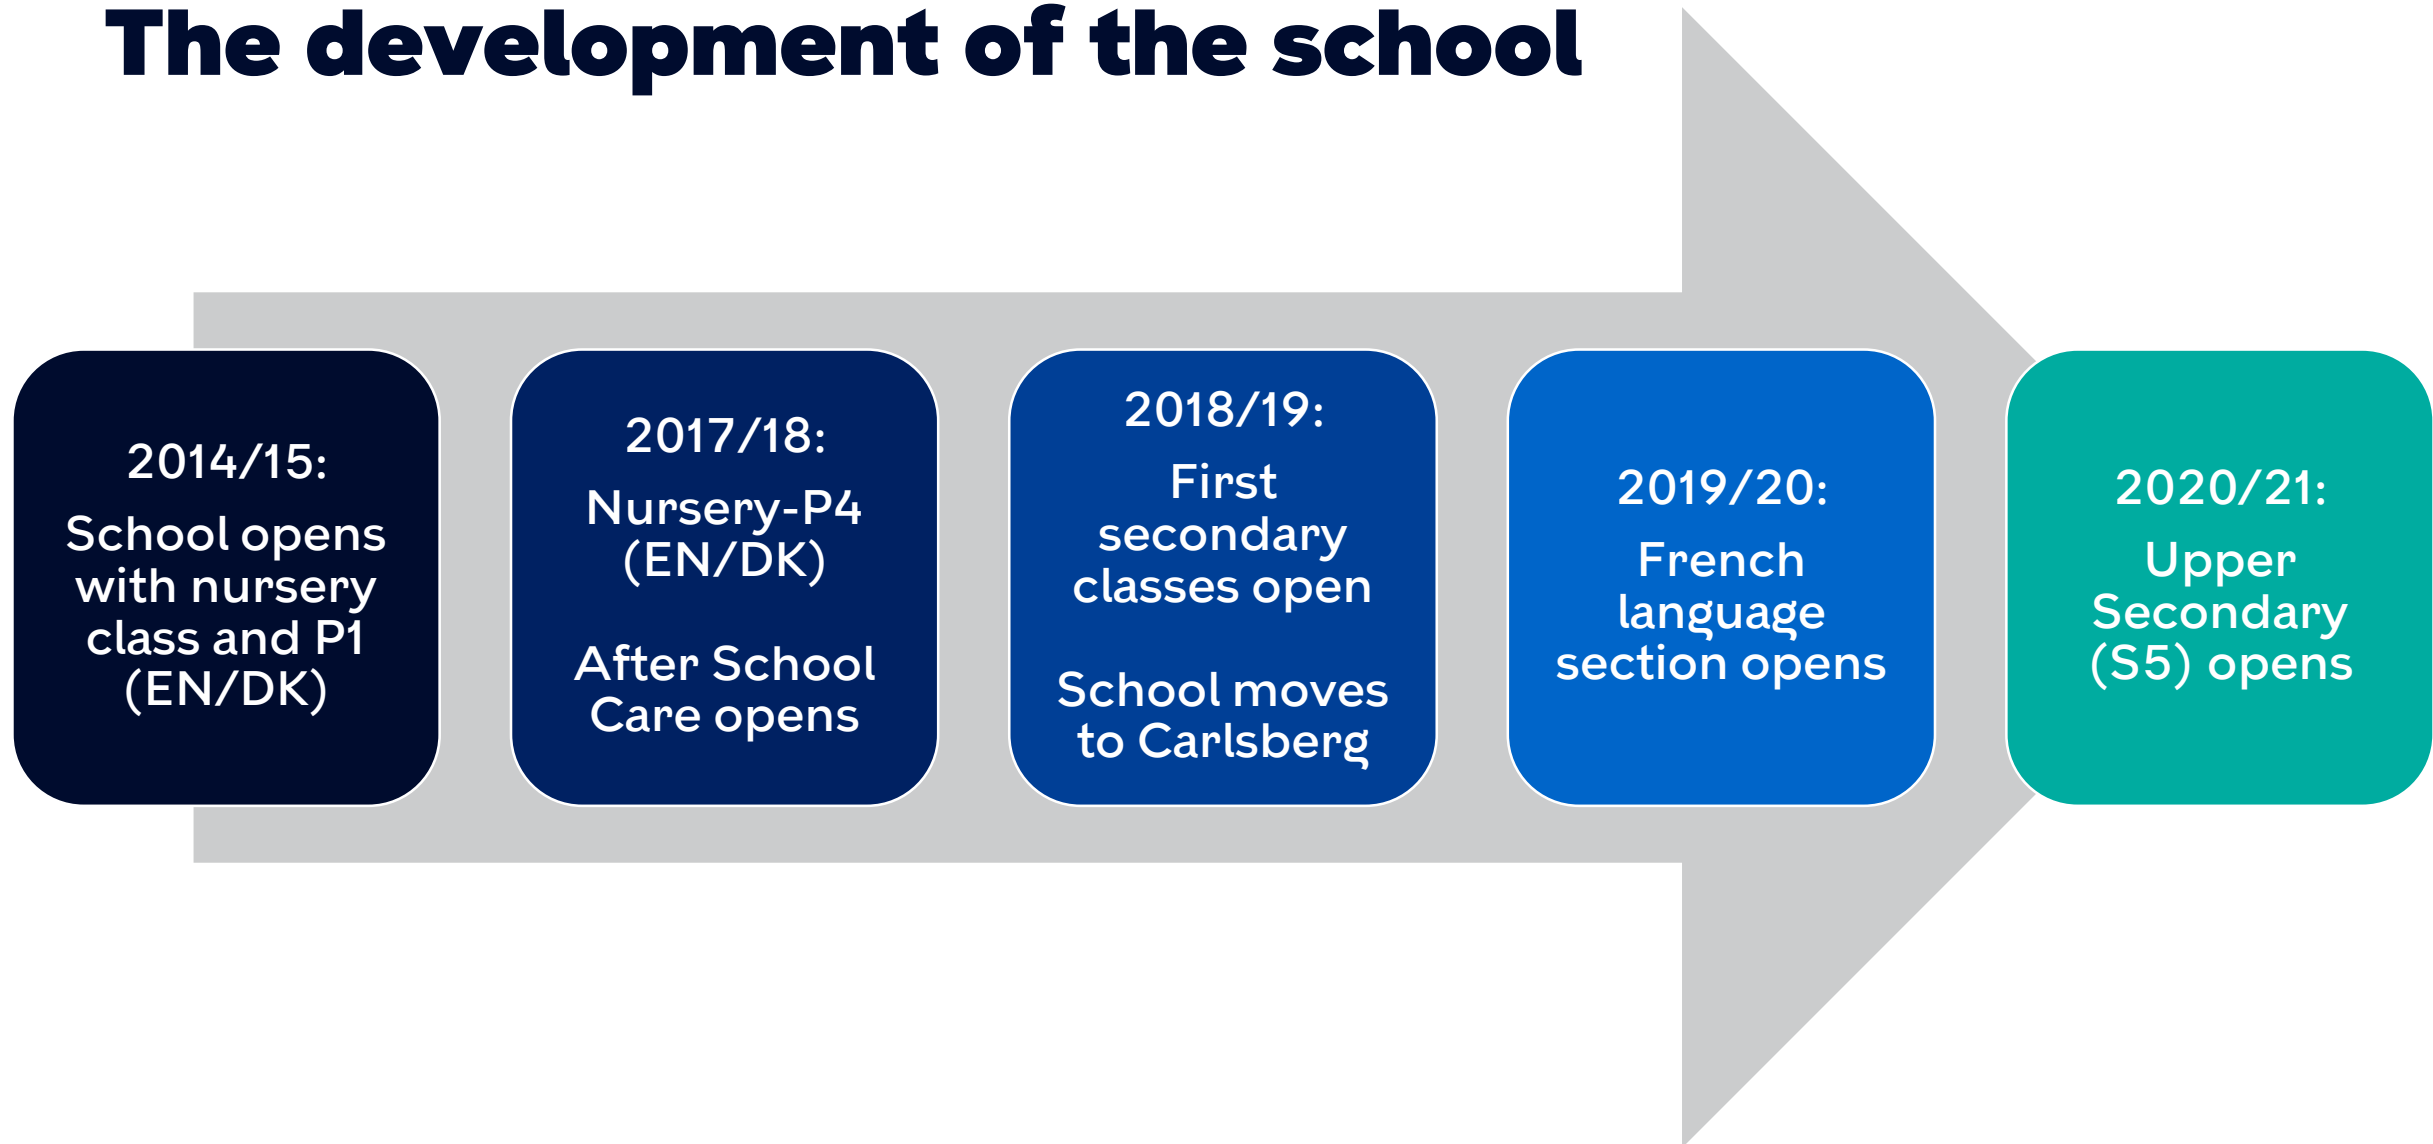 The development of the school
2014/15:
School opens
with nursery
class and P1
(EN/DK)
2017/18:
Nursery-P4
(EN/DK)
After School
Care opens
2018/19:
First
secondary
classes open
School moves
to Carlsberg
2019/20:
French
language
section opens
2020/21:
Upper
Secondary
(S5) opens